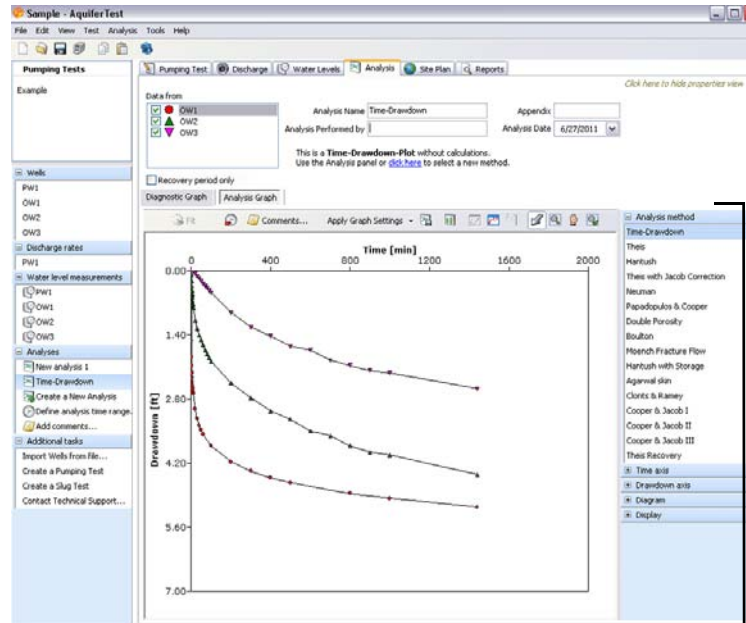 Sample - AquiferTest
File Edit View Test Analysis Tools Help
Pumping Tests
Example
Pumping Test Discharge Water Levels Analysis Site Plan Reports
Click here to hide properties view
Data from
OW1
OW2
OW3
Analysis Name Time-Drawdown Appendix
Analysis Performed by Analysis Date 6/27/2011
This is a Time-Drawdown-Plot without calculations.
Use the Analysis panel or click here to select a new method.
Recovery period only
Diagnostic Graph Analysis Graph
Fit Comments... Apply Graph Settings
Wells
PW1
OW1
OW2
OW3
Discharge rates
PW1
Water level measurements
PW1
OW1
OW2
OW3
Analyses
New analysis 1
Time-Drawdown
Create a New Analysis
Define analysis time range.
Add comments...
Additional tasks
Import Wells from file...
Create a Pumping Test
Create a Slug Test
Contact Technical Support...
Time [min]
0 400 800 1200 1600 2000
0.00
1.40
2.80
4.20
5.60
7.00
Drawdown [ft]
Analysis method
Time-Drawdown
Theis
Hantush
Theis with Jacob Correction
Neuman
Papadopulos & Cooper
Double Porosity
Boulton
Moench Fracture Flow
Hantush with Storage
Agarwal skin
Clonts & Ramey
Cooper & Jacob I
Cooper & Jacob II
Cooper & Jacob III
Theis Recovery
Time axis
Drawdown axis
Diagram
Display